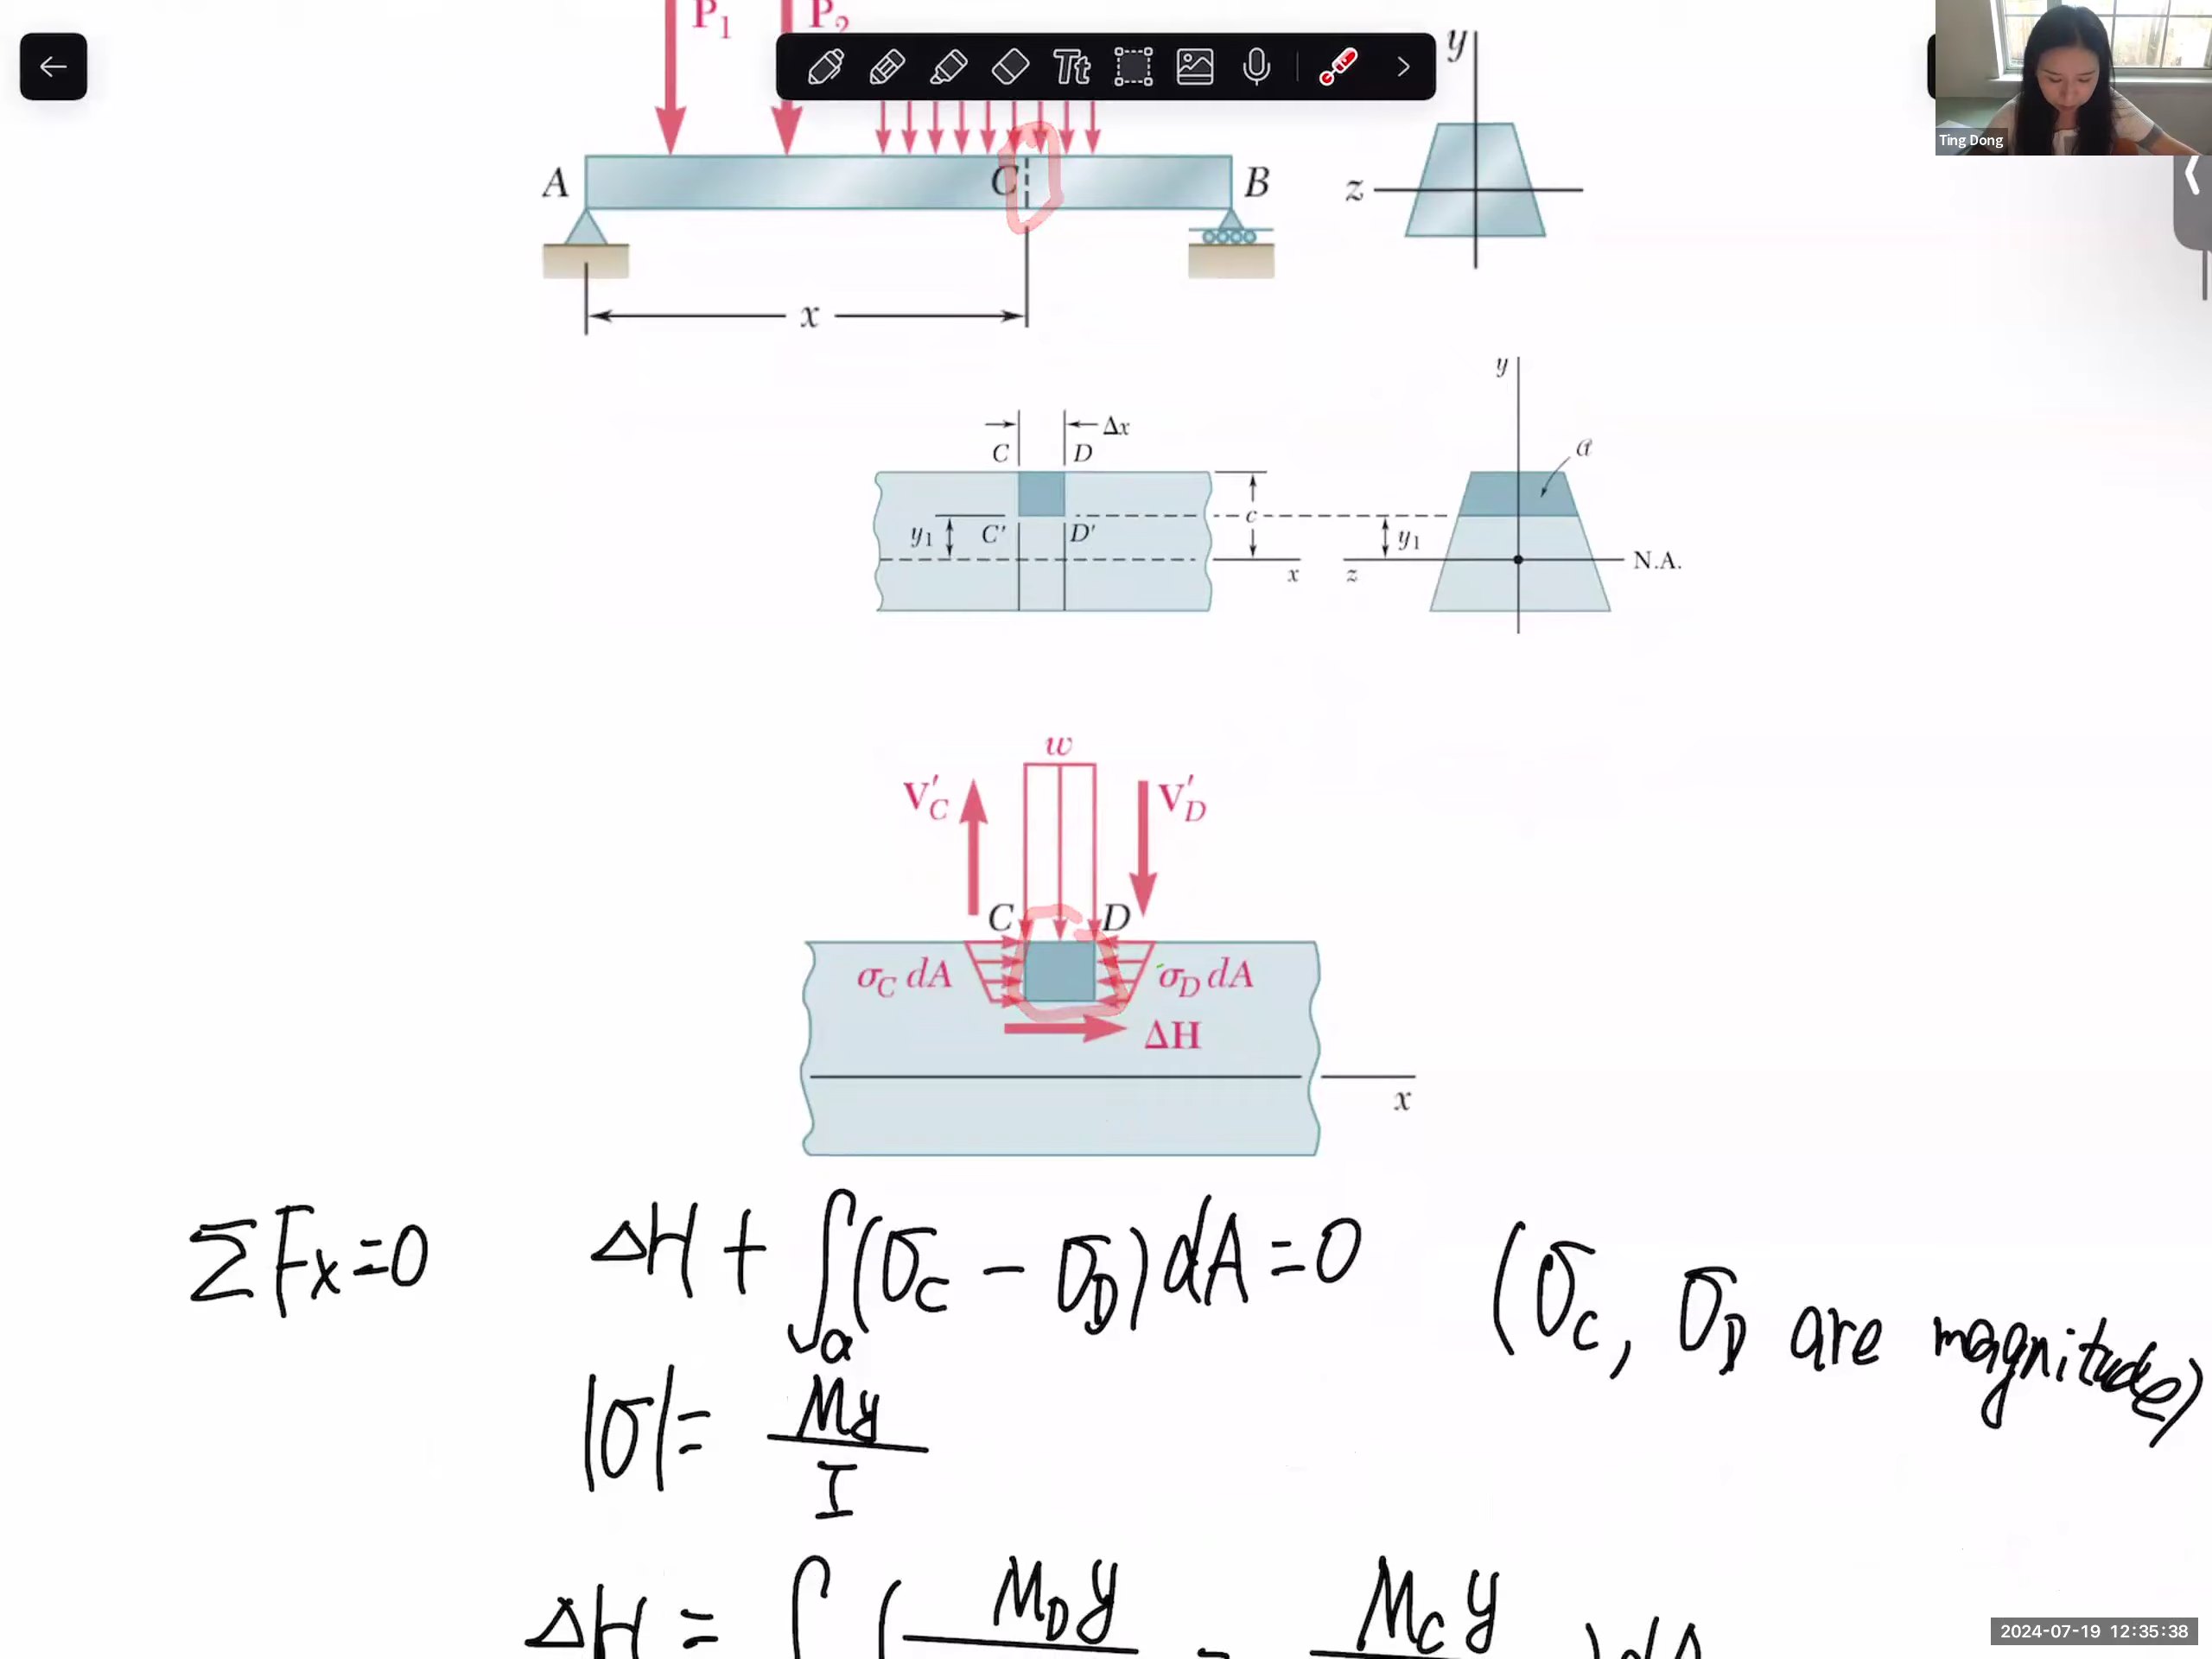 P₁ P₂
Tt
y
Ting Dong
A C B z
x
y
Δx
C D a
c
y₁ C' D' y₁
N.A.
x z
w
V'C V'D
C D
σC dA σD dA
ΔH
x
ΣFx=0 ΔH + ∫a(σC − σD)dA=0 (σC, σD are magnitude)
|σ|= My
I
ΔH = ∫ ( MDy − MCy )dA
2024-07-19 12:35:38